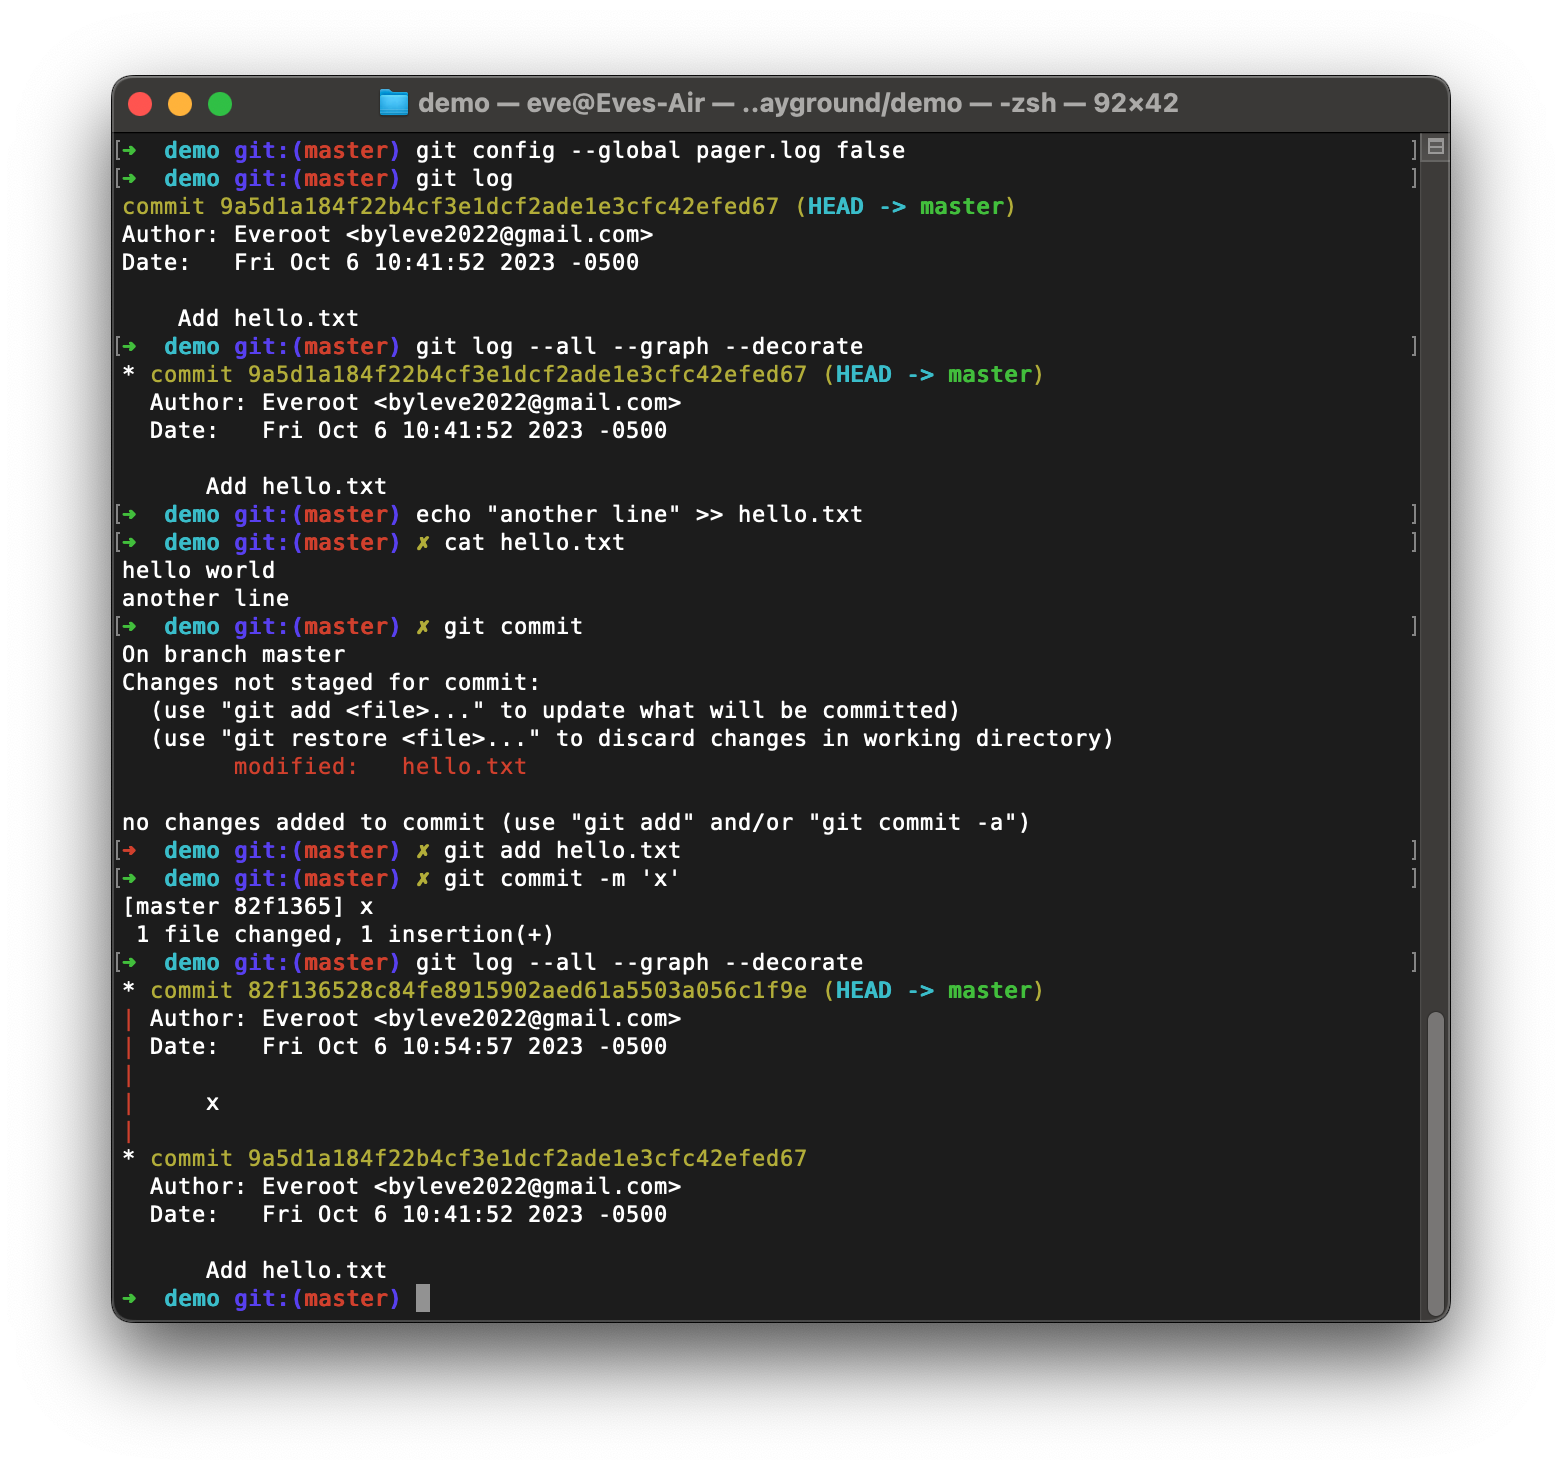 demo — eve@Eves-Air — ..ayground/demo — -zsh — 92×42
[➜  demo git:(master) git config --global pager.log false ]
[➜  demo git:(master) git log ]
commit 9a5d1a184f22b4cf3e1dcf2ade1e3cfc42efed67 (HEAD -> master)
Author: Everoot <byleve2022@gmail.com>
Date:   Fri Oct 6 10:41:52 2023 -0500
    Add hello.txt
[➜  demo git:(master) git log --all --graph --decorate ]
* commit 9a5d1a184f22b4cf3e1dcf2ade1e3cfc42efed67 (HEAD -> master)
  Author: Everoot <byleve2022@gmail.com>
  Date:   Fri Oct 6 10:41:52 2023 -0500
      Add hello.txt
[➜  demo git:(master) echo "another line" >> hello.txt ]
[➜  demo git:(master) ✗ cat hello.txt ]
hello world
another line
[➜  demo git:(master) ✗ git commit ]
On branch master
Changes not staged for commit:
  (use "git add <file>..." to update what will be committed)
  (use "git restore <file>..." to discard changes in working directory)
        modified:   hello.txt
no changes added to commit (use "git add" and/or "git commit -a")
[➜  demo git:(master) ✗ git add hello.txt ]
[➜  demo git:(master) ✗ git commit -m 'x' ]
[master 82f1365] x
 1 file changed, 1 insertion(+)
[➜  demo git:(master) git log --all --graph --decorate ]
* commit 82f136528c84fe8915902aed61a5503a056c1f9e (HEAD -> master)
| Author: Everoot <byleve2022@gmail.com>
| Date:   Fri Oct 6 10:54:57 2023 -0500
|
|     x
|
* commit 9a5d1a184f22b4cf3e1dcf2ade1e3cfc42efed67
  Author: Everoot <byleve2022@gmail.com>
  Date:   Fri Oct 6 10:41:52 2023 -0500
      Add hello.txt
➜  demo git:(master)